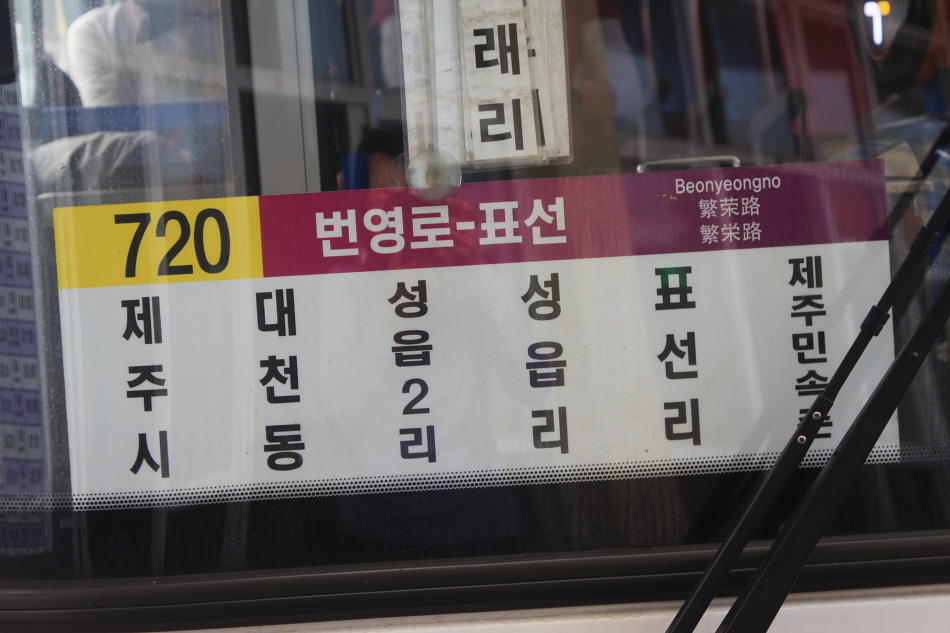 래
리
720
번영로-표선
Beonyeongno
繁荣路
繁栄路
제주시
대천동
성읍2리
성읍리
표선리
제주민속촌